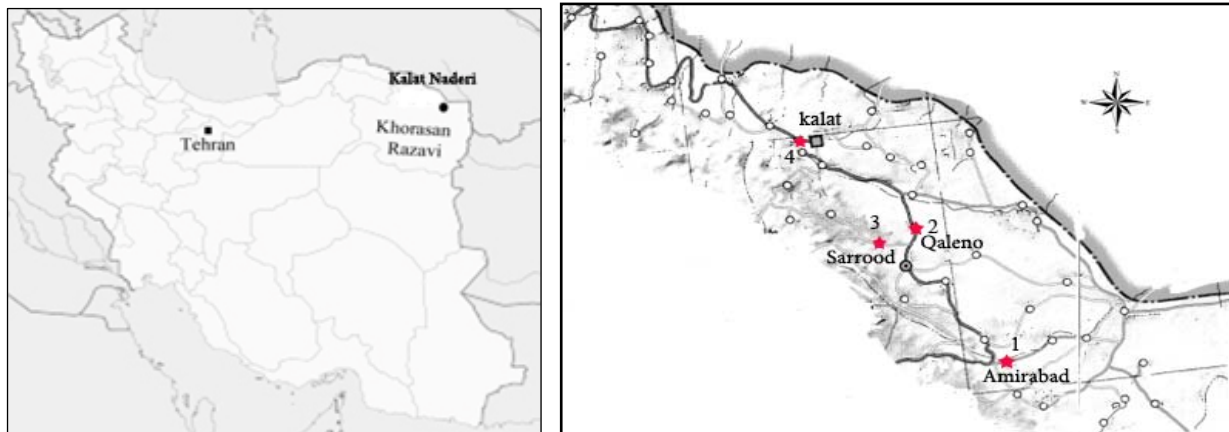 Kalat Naderi
Khorasan
Razavi
Tehran
kalat
4
3
2
Qaleno
Sarrood
1
Amirabad
N
W
E
S